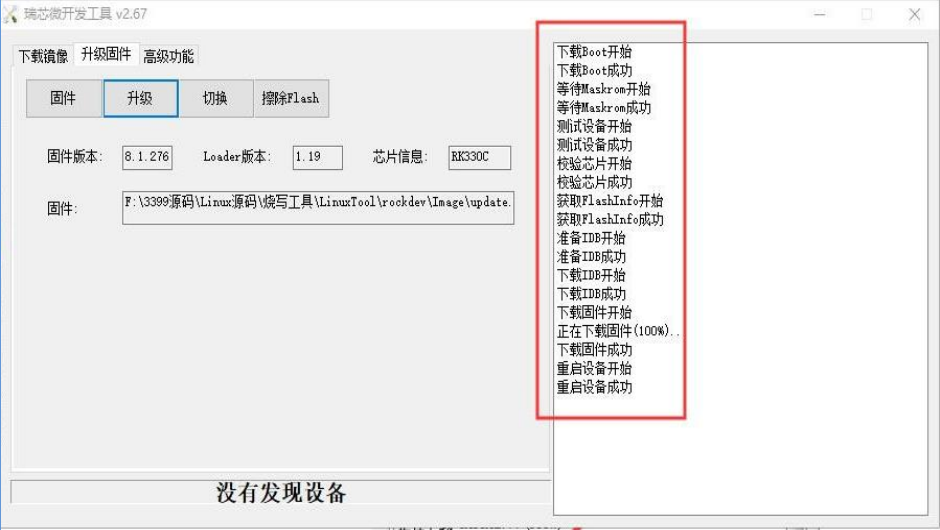 瑞芯微开发工具 v2.67
下载镜像 升级固件 高级功能
固件 升级 切换 擦除Flash
固件版本: 8.1.276 Loader版本: 1.19 芯片信息: RK330C
固件: F:\3399源码\Linux源码\烧写工具\LinuxTool\rockdev\Image\update.
没有发现设备
下载Boot开始
下载Boot成功
等待Maskrom开始
等待Maskrom成功
测试设备开始
测试设备成功
校验芯片开始
校验芯片成功
获取FlashInfo开始
获取FlashInfo成功
准备IDB开始
准备IDB成功
下载IDB开始
下载IDB成功
下载固件开始
正在下载固件(100%)..
下载固件成功
重启设备开始
重启设备成功